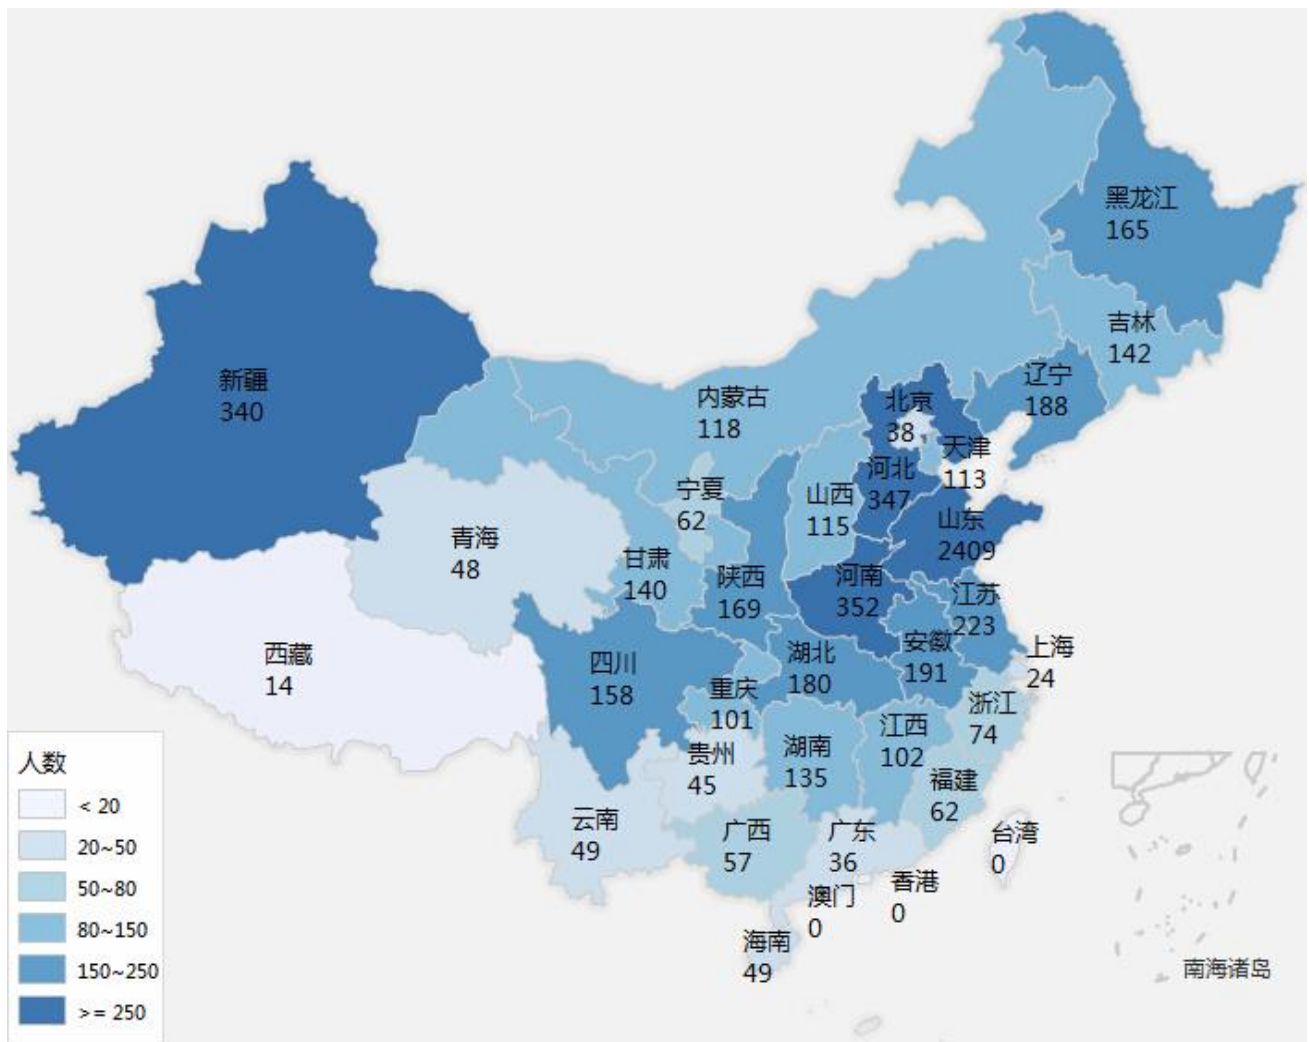 黑龙江
165
吉林
142
辽宁
188
新疆
340
内蒙古
118
北京
38
天津
113
河北
347
宁夏
62
山西
115
山东
2409
青海
48
甘肃
140
陕西
169
河南
352
江苏
223
西藏
14
四川
158
湖北
180
安徽
191
上海
24
重庆
101
浙江
74
贵州
45
湖南
135
江西
102
福建
62
云南
49
广西
57
广东
36
台湾
0
澳门
0
香港
0
海南
49
南海诸岛
人数
< 20
20~50
50~80
80~150
150~250
>= 250